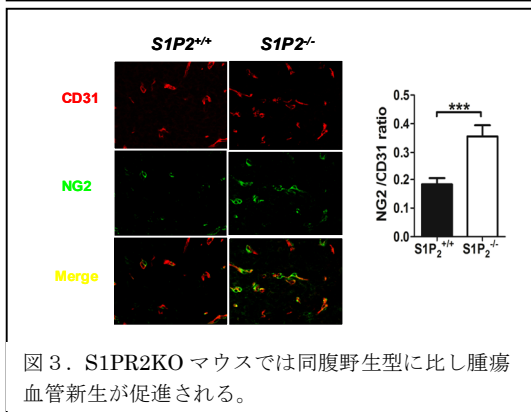 S1P2+/+ S1P2-/-
CD31
NG2
Merge
NG2 /CD31 ratio
0.5
0.4
0.3
0.2
0.1
0.0
***
S1P2+/+ S1P2-/-
図3. S1PR2KO マウスでは同腹野生型に比し腫瘍
血管新生が促進される。